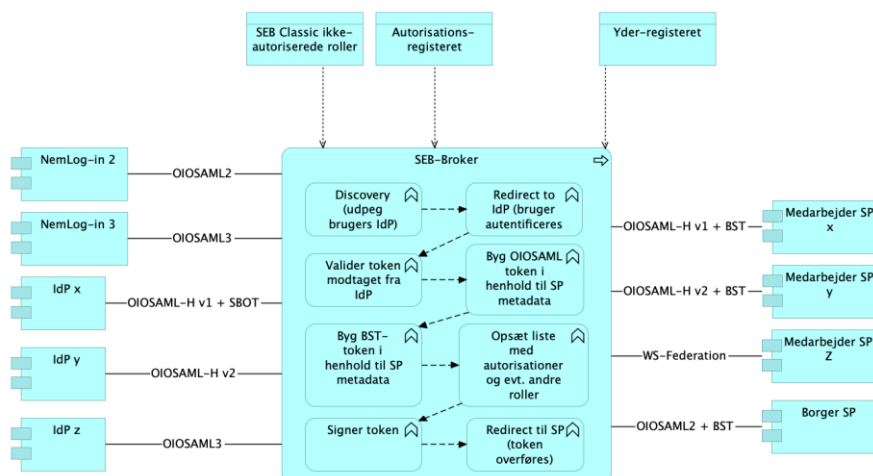 SEB Classic ikke-
autoriserede roller
Autorisations-
registeret
Yder-registeret
NemLog-in 2
OIOSAML2
NemLog-in 3
OIOSAML3
IdP x
OIOSAML-H v1 + SBOT
IdP y
OIOSAML-H v2
IdP z
OIOSAML3
SEB-Broker
Discovery
(udpeg
brugers IdP)
Redirect to
IdP (bruger
autentificeres
Valider token
modtaget fra
IdP
Byg OIOSAML
token i
henhold til SP
metadata
Byg BST-
token i
henhold til SP
metadata
Opsæt liste
med
autorisationer
og evt. andre
roller
Signer token
Redirect til SP
(token
overføres)
OIOSAML-H v1 + BST
Medarbejder SP
x
OIOSAML-H v2 + BST
Medarbejder SP
y
WS-Federation
Medarbejder SP
Z
OIOSAML2 + BST
Borger SP